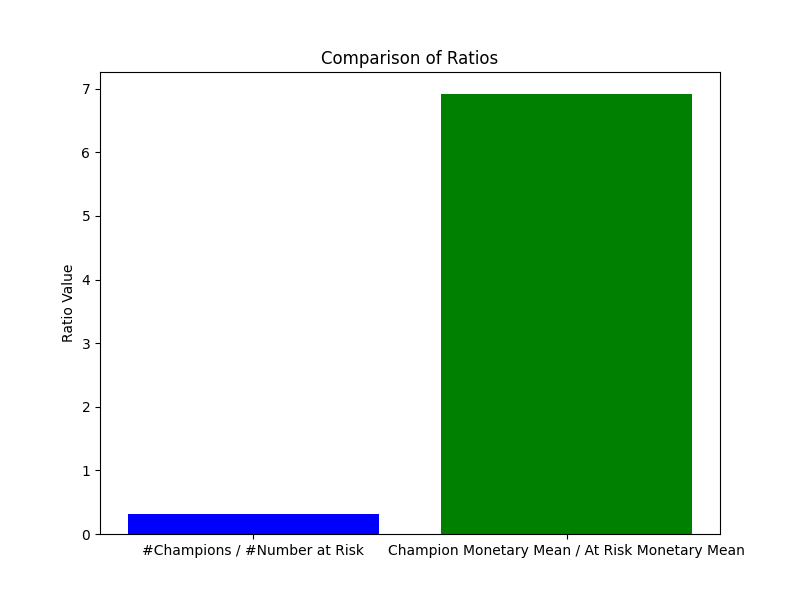 Comparison of Ratios
Ratio Value
7
6
5
4
3
2
1
0
#Champions / #Number at Risk
Champion Monetary Mean / At Risk Monetary Mean